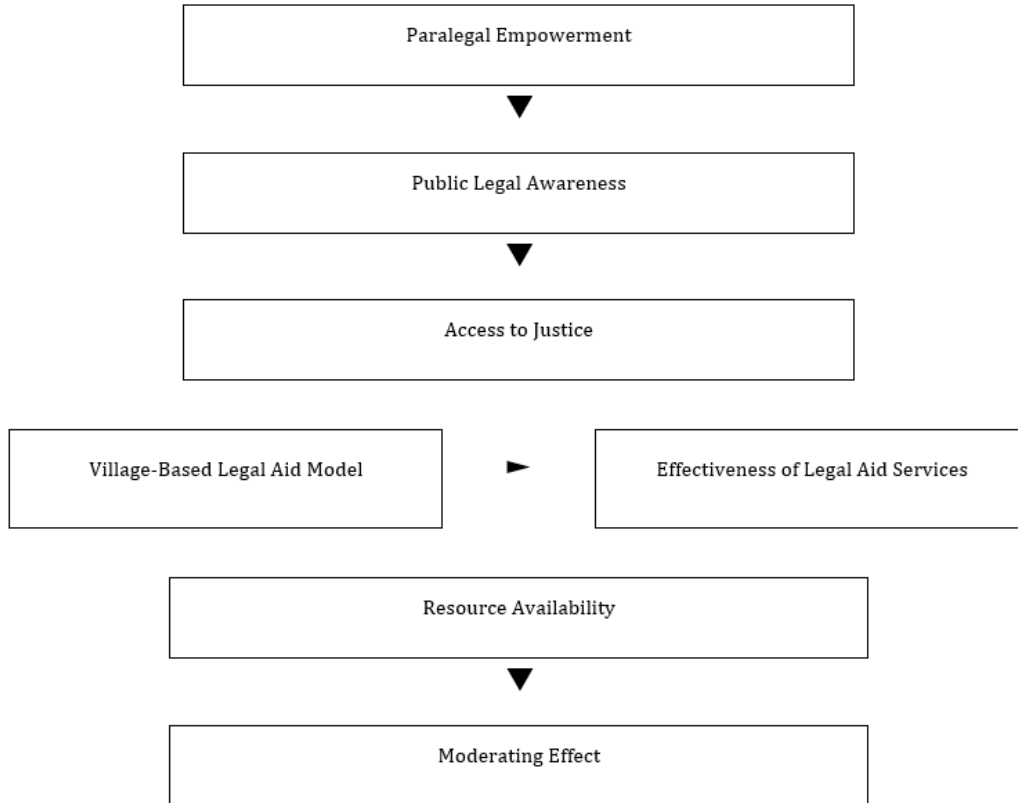 Paralegal Empowerment
Public Legal Awareness
Access to Justice
Village-Based Legal Aid Model
Effectiveness of Legal Aid Services
Resource Availability
Moderating Effect